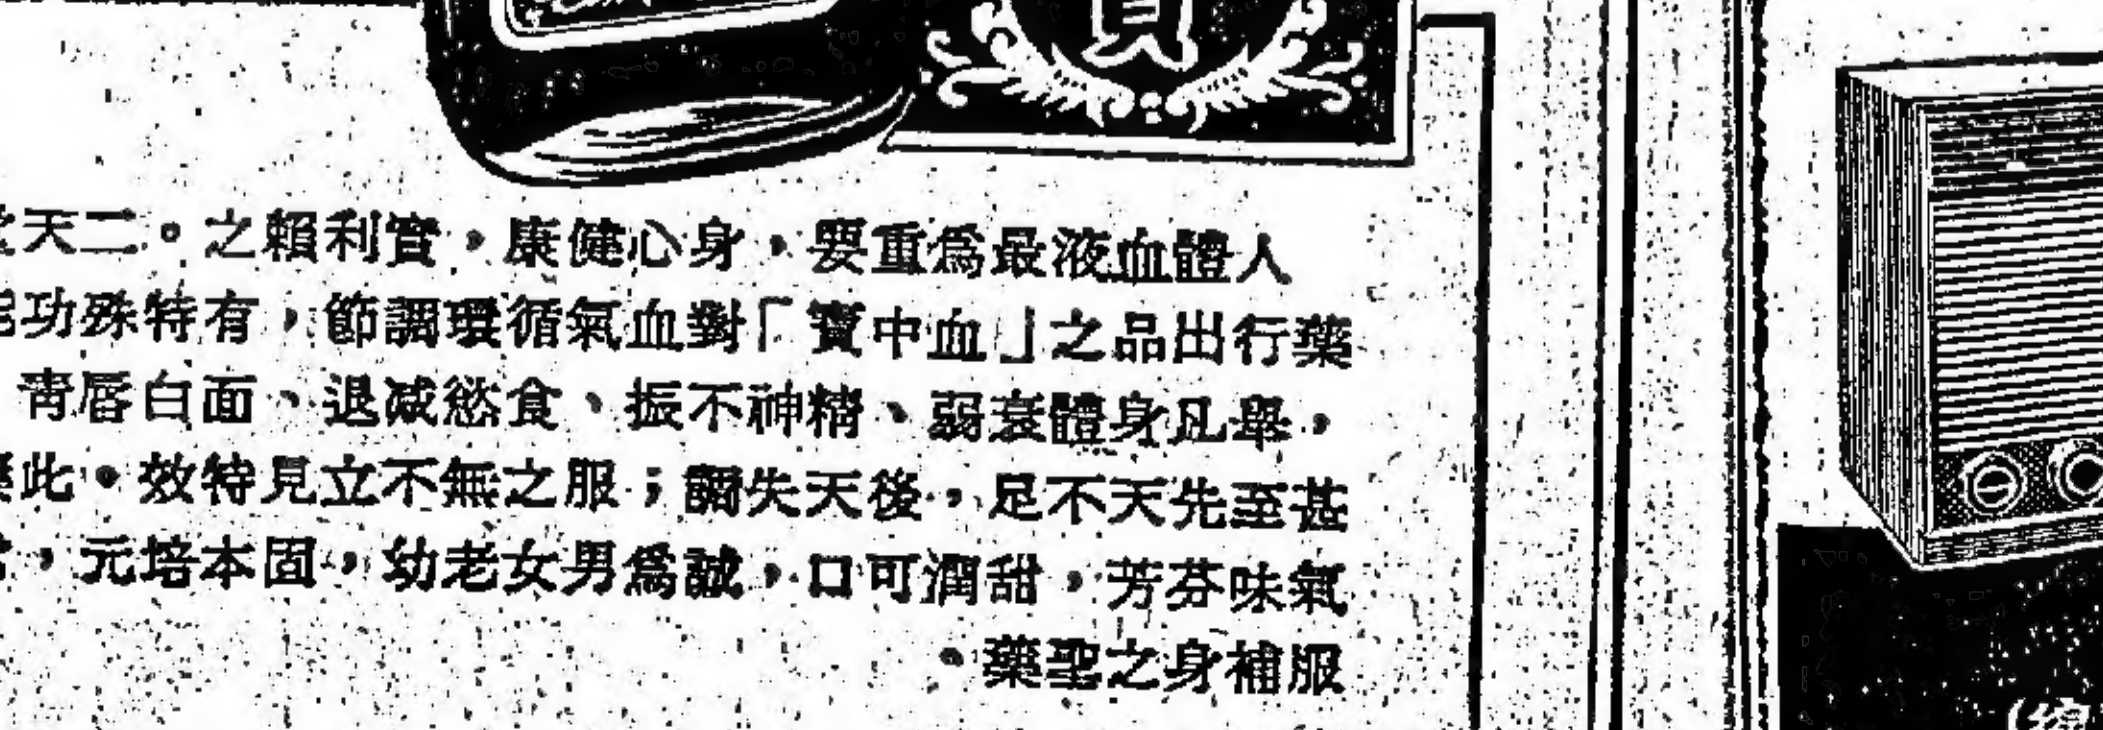 人體血液最爲重要，身心健康，實利賴之。二天
藥行出品之「血中寶」對血氣循環調節，有特殊功
，舉凡身體衰弱、精神不振、食慾減退、面白唇青
甚至先天不足，後天失調；服之無不立見特效。此
氣味芬芳，甜潤可口，誠爲男女老幼，固本培元，
服補身之聖藥。